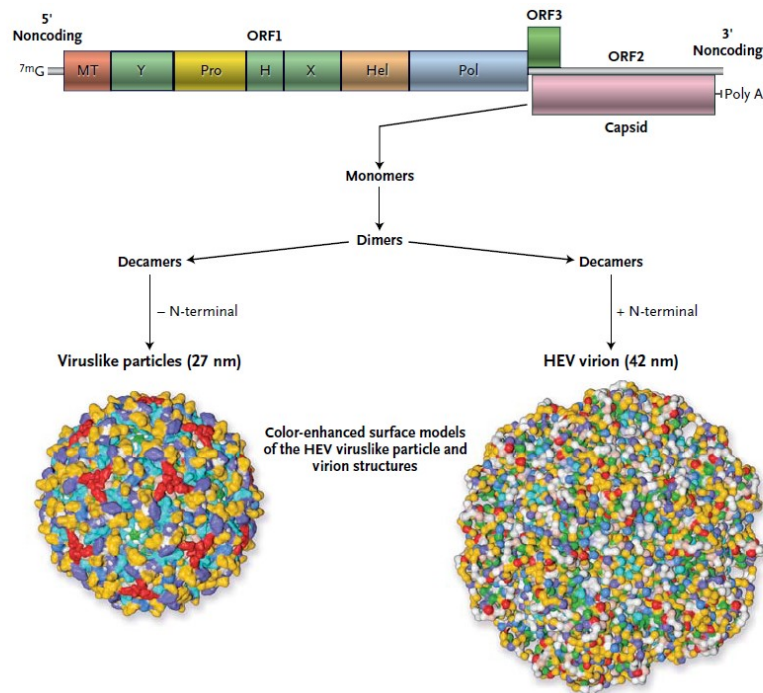 5'
Noncoding
ORF1
ORF3
ORF2
3'
Noncoding
⁷ᵐG
MT
Y
Pro
H
X
Hel
Pol
Poly A
Capsid
Monomers
Dimers
Decamers
Decamers
– N-terminal
+ N-terminal
Viruslike particles (27 nm)
HEV virion (42 nm)
Color-enhanced surface models
of the HEV viruslike particle and
virion structures